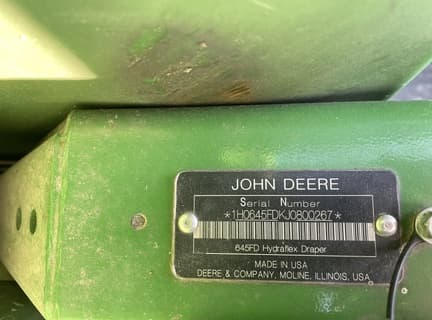 JOHN DEERE
Serial Number
*1H0645FDKJ0800267*
645FD Hydraflex Draper
MADE IN USA
DEERE & COMPANY, MOLINE, ILLINOIS, USA